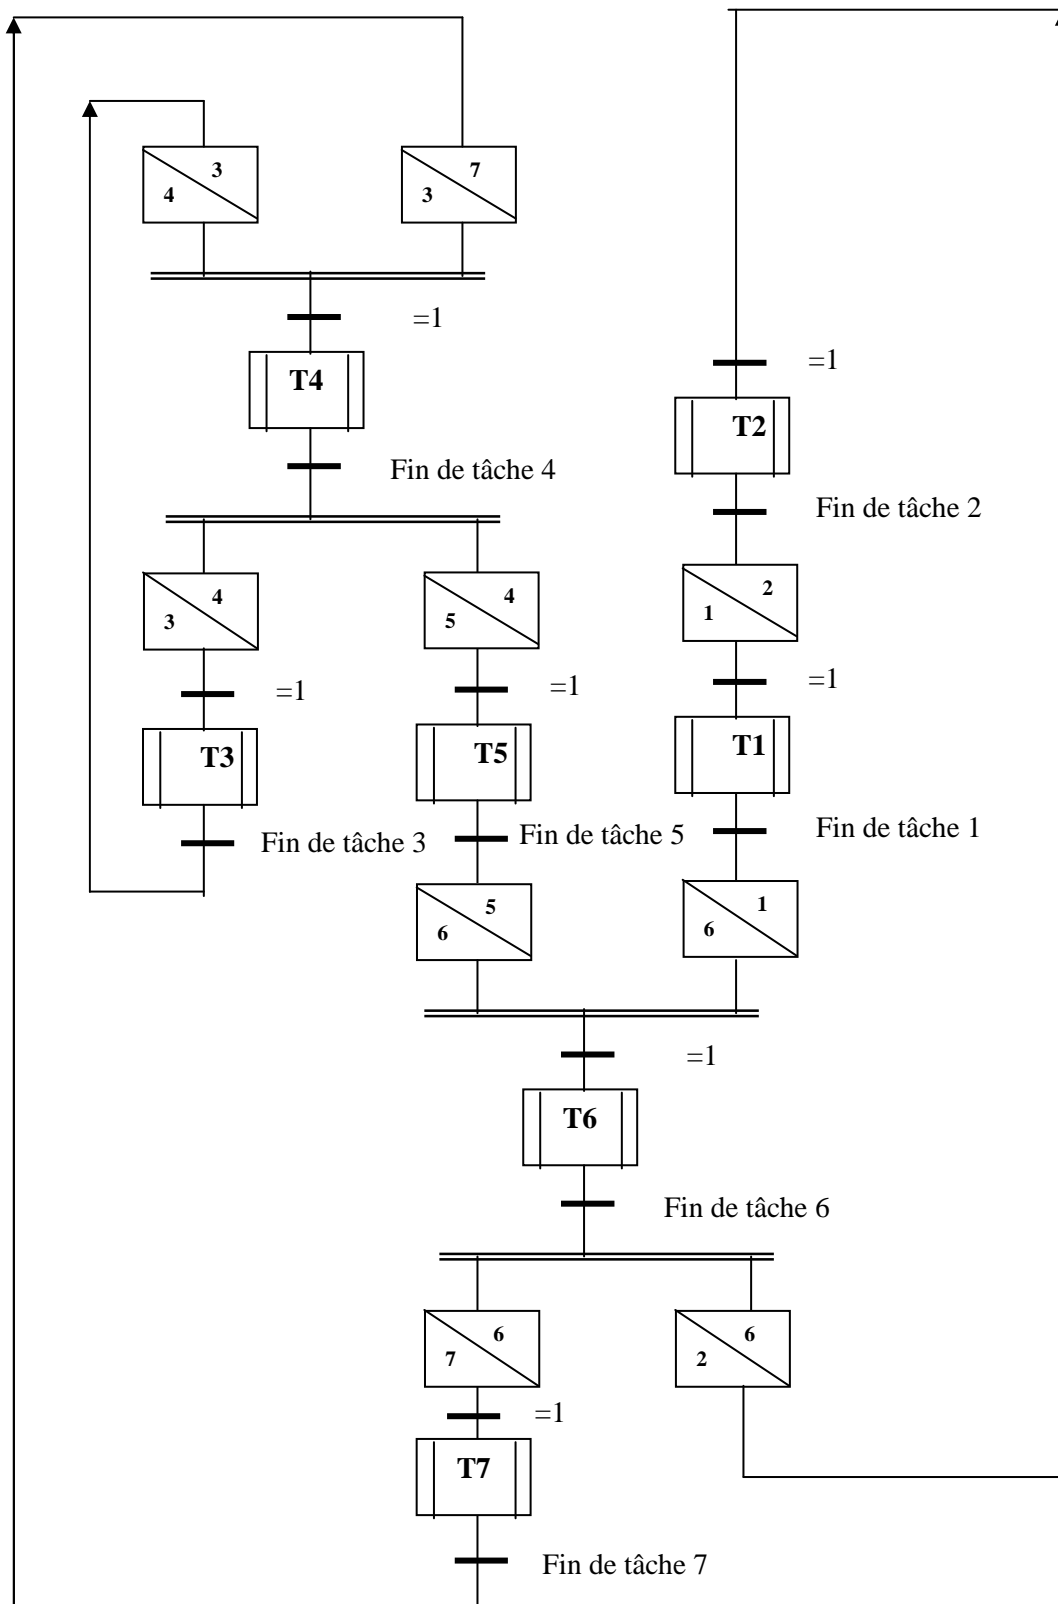 3
4
7
3
=1
T4
=1
T2
Fin de tâche 4
Fin de tâche 2
4
3
4
5
2
1
=1
=1
=1
T3
T5
T1
Fin de tâche 3
Fin de tâche 5
Fin de tâche 1
5
6
1
6
=1
T6
Fin de tâche 6
6
7
6
2
=1
T7
Fin de tâche 7